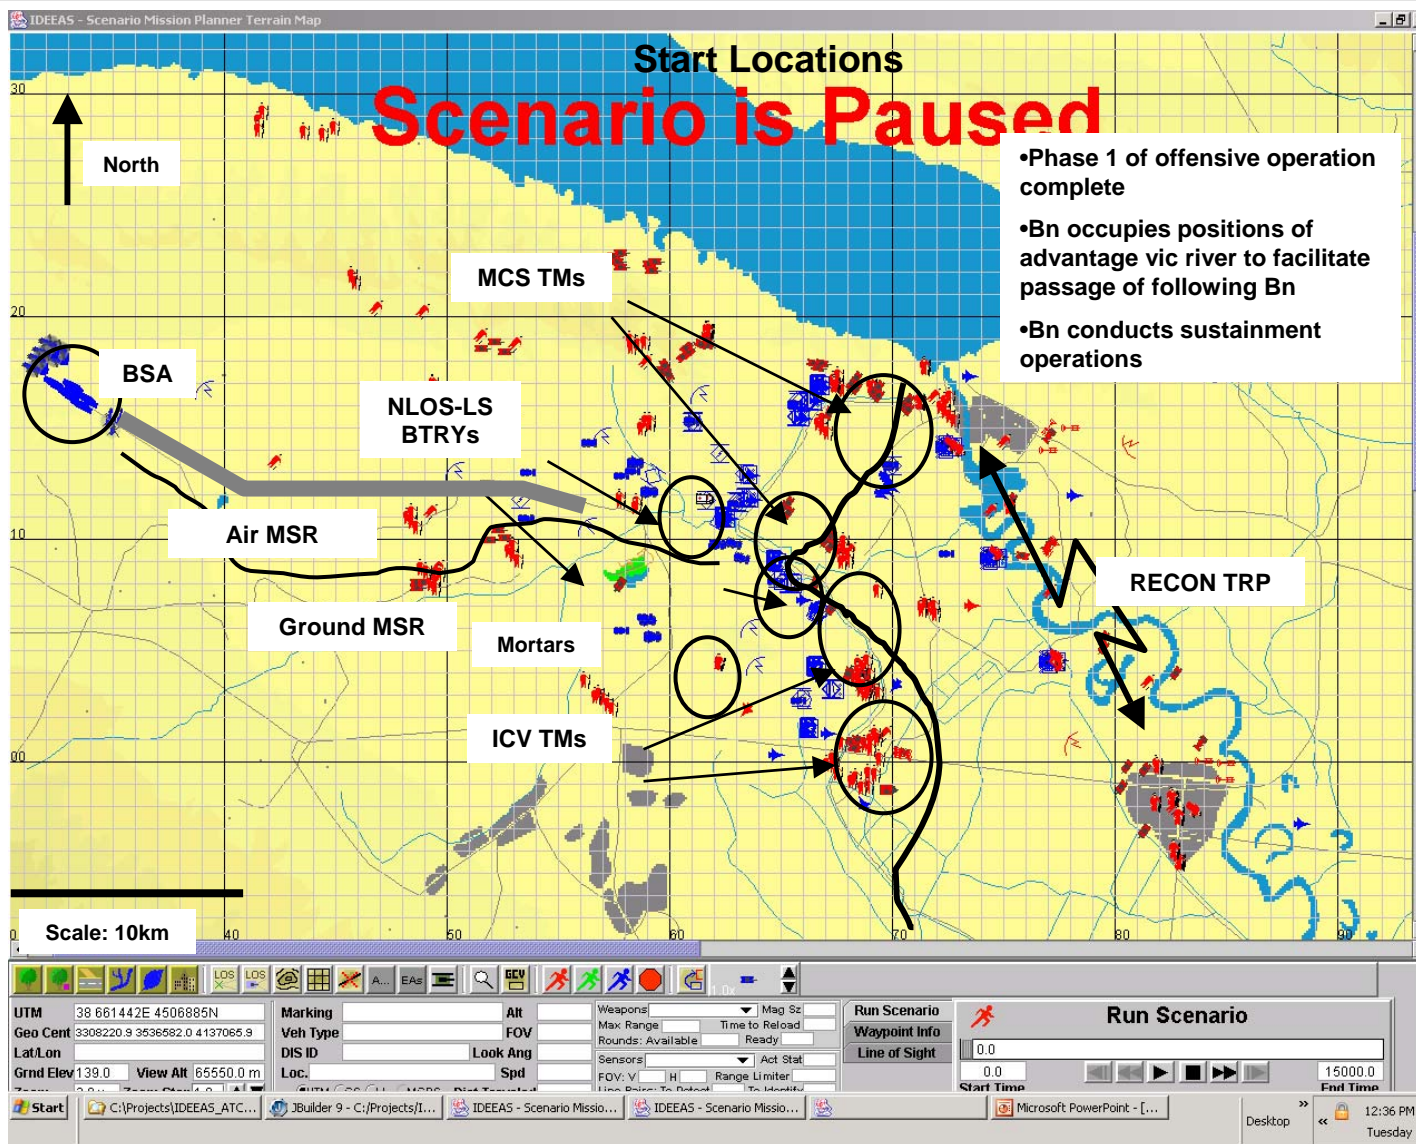 IDEEAS - Scenario Mission Planner Terrain Map
Start Locations
Scenario is Paused
30
North
•Phase 1 of offensive operation
complete
•Bn occupies positions of
advantage vic river to facilitate
passage of following Bn
•Bn conducts sustainment
operations
MCS TMs
20
BSA
NLOS-LS
BTRYs
Air MSR
10
RECON TRP
Ground MSR
Mortars
ICV TMs
00
Scale: 10km
40 50 60 70 80 90
LOS LOS A... EAs GCV 1.0x
UTM 38 661442E 4506885N
Geo Cent 3308220.9 3536582.0 4137065.9
Lat/Lon
Grnd Elev 139.0 View Alt 65550.0 m
Marking Alt
Veh Type FOV
DIS ID Look Ang
Loc. Spd
Weapons Mag Sz
Max Range Time to Reload
Rounds: Available Ready
Sensors Act Stat
FOV: V H Range Limiter
Run Scenario
Waypoint Info
Line of Sight
Run Scenario
0.0
0.0 15000.0
Start Time End Time
Start C:\Projects\IDEEAS_ATC... JBuilder 9 - C:/Projects/I... IDEEAS - Scenario Missio... IDEEAS - Scenario Missio... Microsoft PowerPoint - [... Desktop » « 12:36 PM
Tuesday